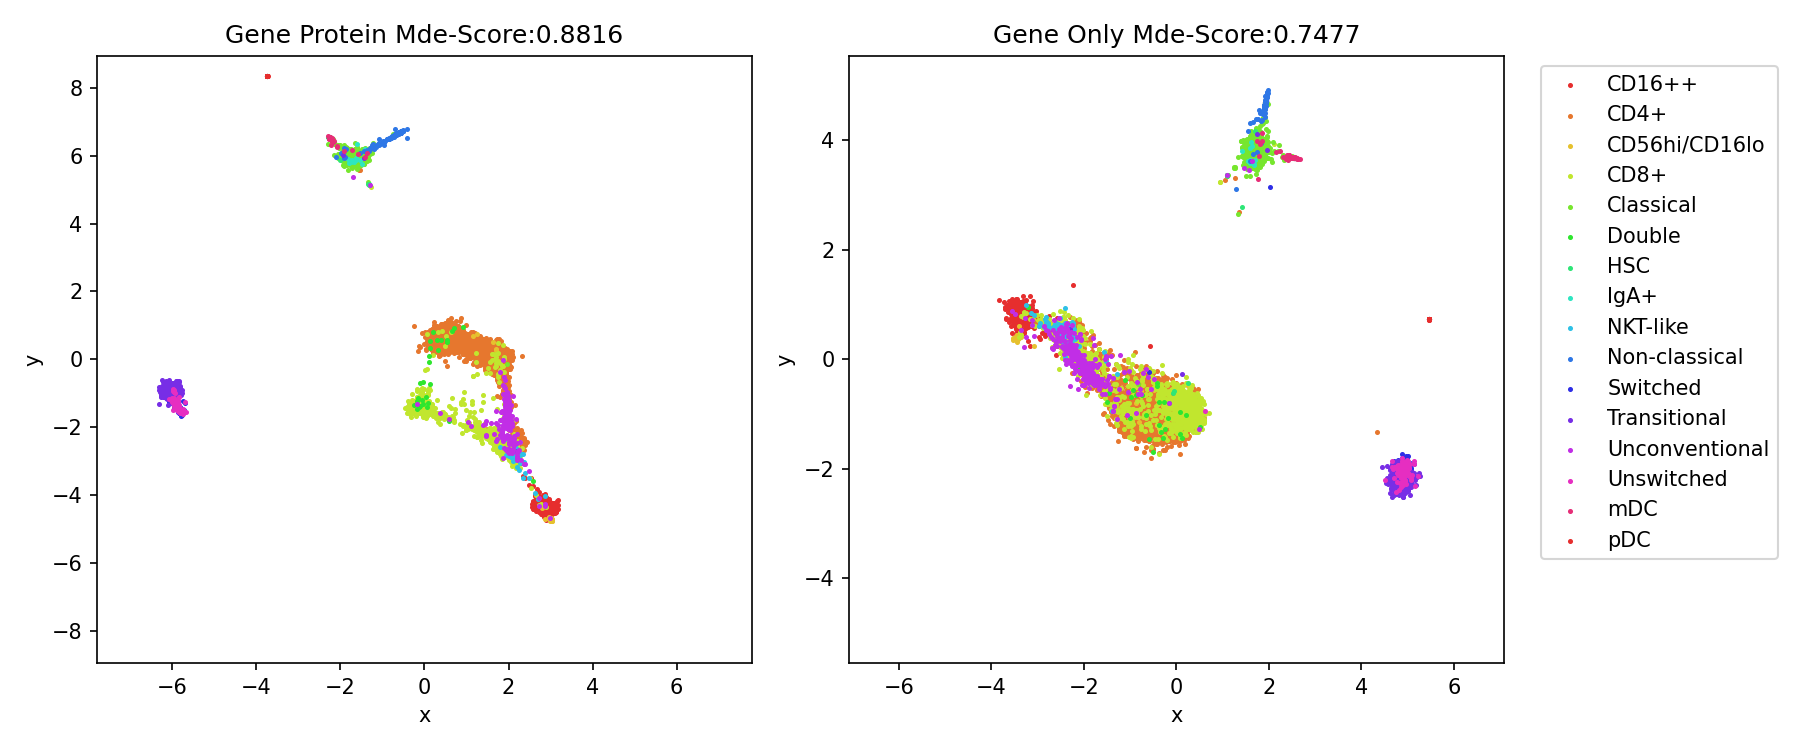 Gene Protein Mde-Score:0.8816
8
6
4
2
0
−2
−4
−6
−8
y
−6 −4 −2 0 2 4 6
x
Gene Only Mde-Score:0.7477
4
2
0
−2
−4
y
−6 −4 −2 0 2 4 6
x
CD16++
CD4+
CD56hi/CD16lo
CD8+
Classical
Double
HSC
IgA+
NKT-like
Non-classical
Switched
Transitional
Unconventional
Unswitched
mDC
pDC